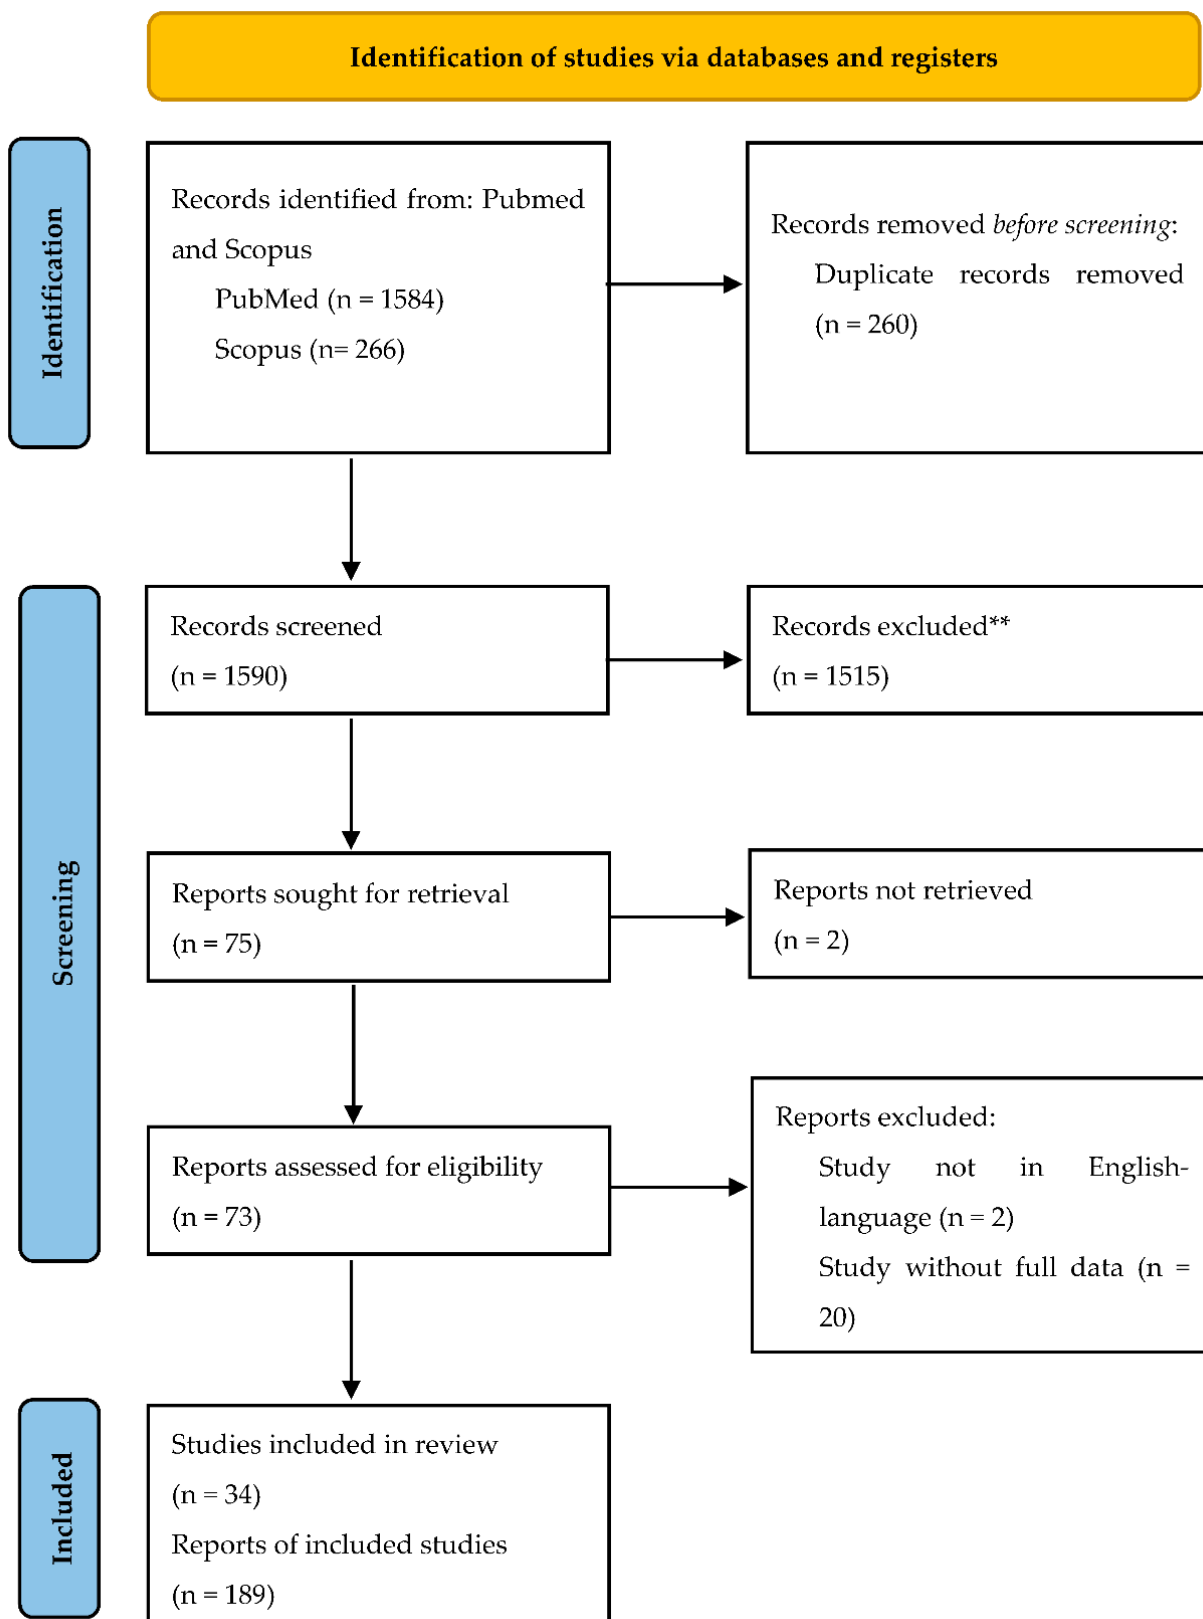 Identification of studies via databases and registers
Identification
Records identified from: Pubmed
and Scopus
PubMed (n = 1584)
Scopus (n= 266)
Records removed before screening:
Duplicate records removed
(n = 260)
Screening
Records screened
(n = 1590)
Records excluded**
(n = 1515)
Reports sought for retrieval
(n = 75)
Reports not retrieved
(n = 2)
Reports assessed for eligibility
(n = 73)
Reports excluded:
Study not in English-
language (n = 2)
Study without full data (n =
20)
Included
Studies included in review
(n = 34)
Reports of included studies
(n = 189)